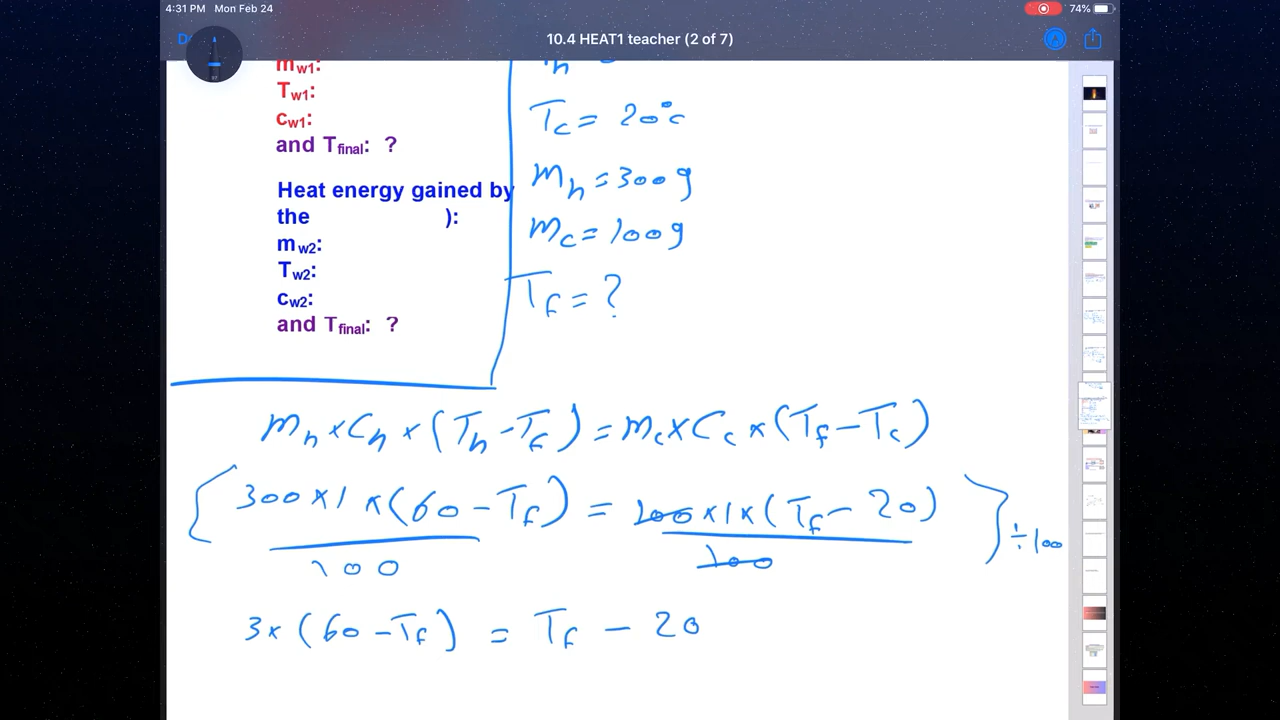 4:31 PM Mon Feb 24
74%
10.4 HEAT1 teacher (2 of 7)
mw1:
Tw1:
cw1:
and Tfinal: ?
Heat energy gained by
the ):
mw2:
Tw2:
cw2:
and Tfinal: ?
Tc = 20°c
mh = 300g
mc = 100g
Tf = ?
mh × Ch × (Th - Tf) = mc × Cc × (Tf - Tc)
{ 300 × 1 × (60 - Tf) = 100 × 1 × (Tf - 20) } ÷ 100
100 100
3 × (60 - Tf) = Tf - 20